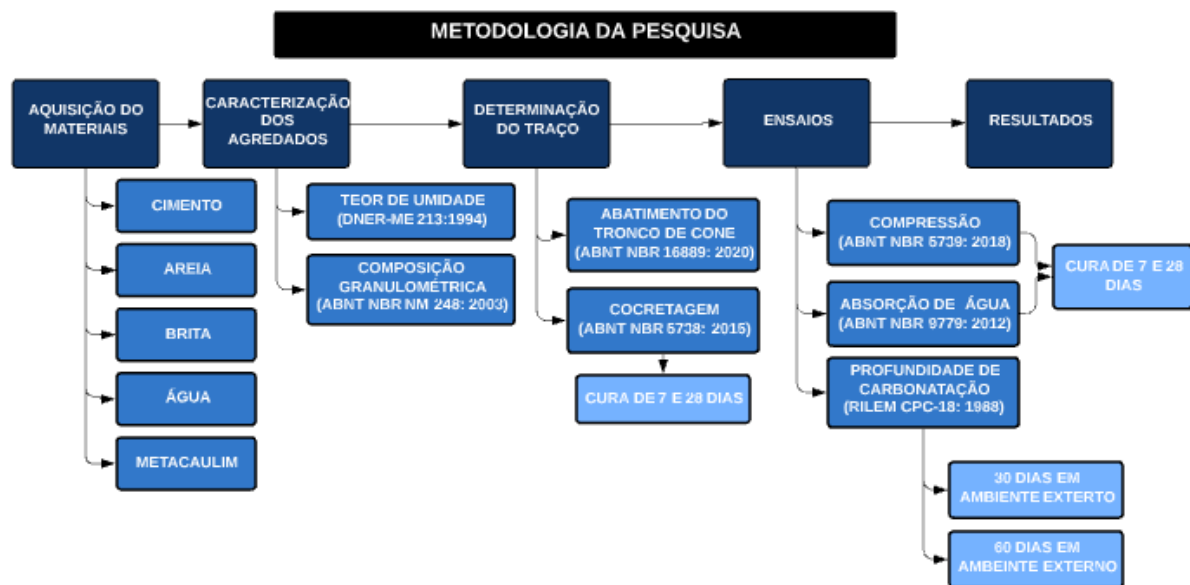 METODOLOGIA DA PESQUISA
AQUISIÇÃO DO
MATERIAIS
CARACTERIZAÇÃO
DOS
AGREDADOS
DETERMINAÇÃO
DO TRAÇO
ENSAIOS
RESULTADOS
CIMENTO
AREIA
BRITA
ÁGUA
METACAULIM
TEOR DE UMIDADE
(DNER-ME 213:1994)
COMPOSIÇÃO
GRANULOMÉTRICA
(ABNT NBR NM 248: 2003)
ABATIMENTO DO
TRONCO DE CONE
(ABNT NBR 16889: 2020)
COCRETAGEM
(ABNT NBR 5738: 2015)
CURA DE 7 E 28 DIAS
COMPRESSÃO
(ABNT NBR 5739: 2018)
ABSORÇÃO DE ÁGUA
(ABNT NBR 9779: 2012)
CURA DE 7 E 28
DIAS
PROFUNDIDADE DE
CARBONATAÇÃO
(RILEM CPC-18: 1988)
30 DIAS EM
AMBIENTE EXTERTO
60 DIAS EM
AMBEINTE EXTERNO